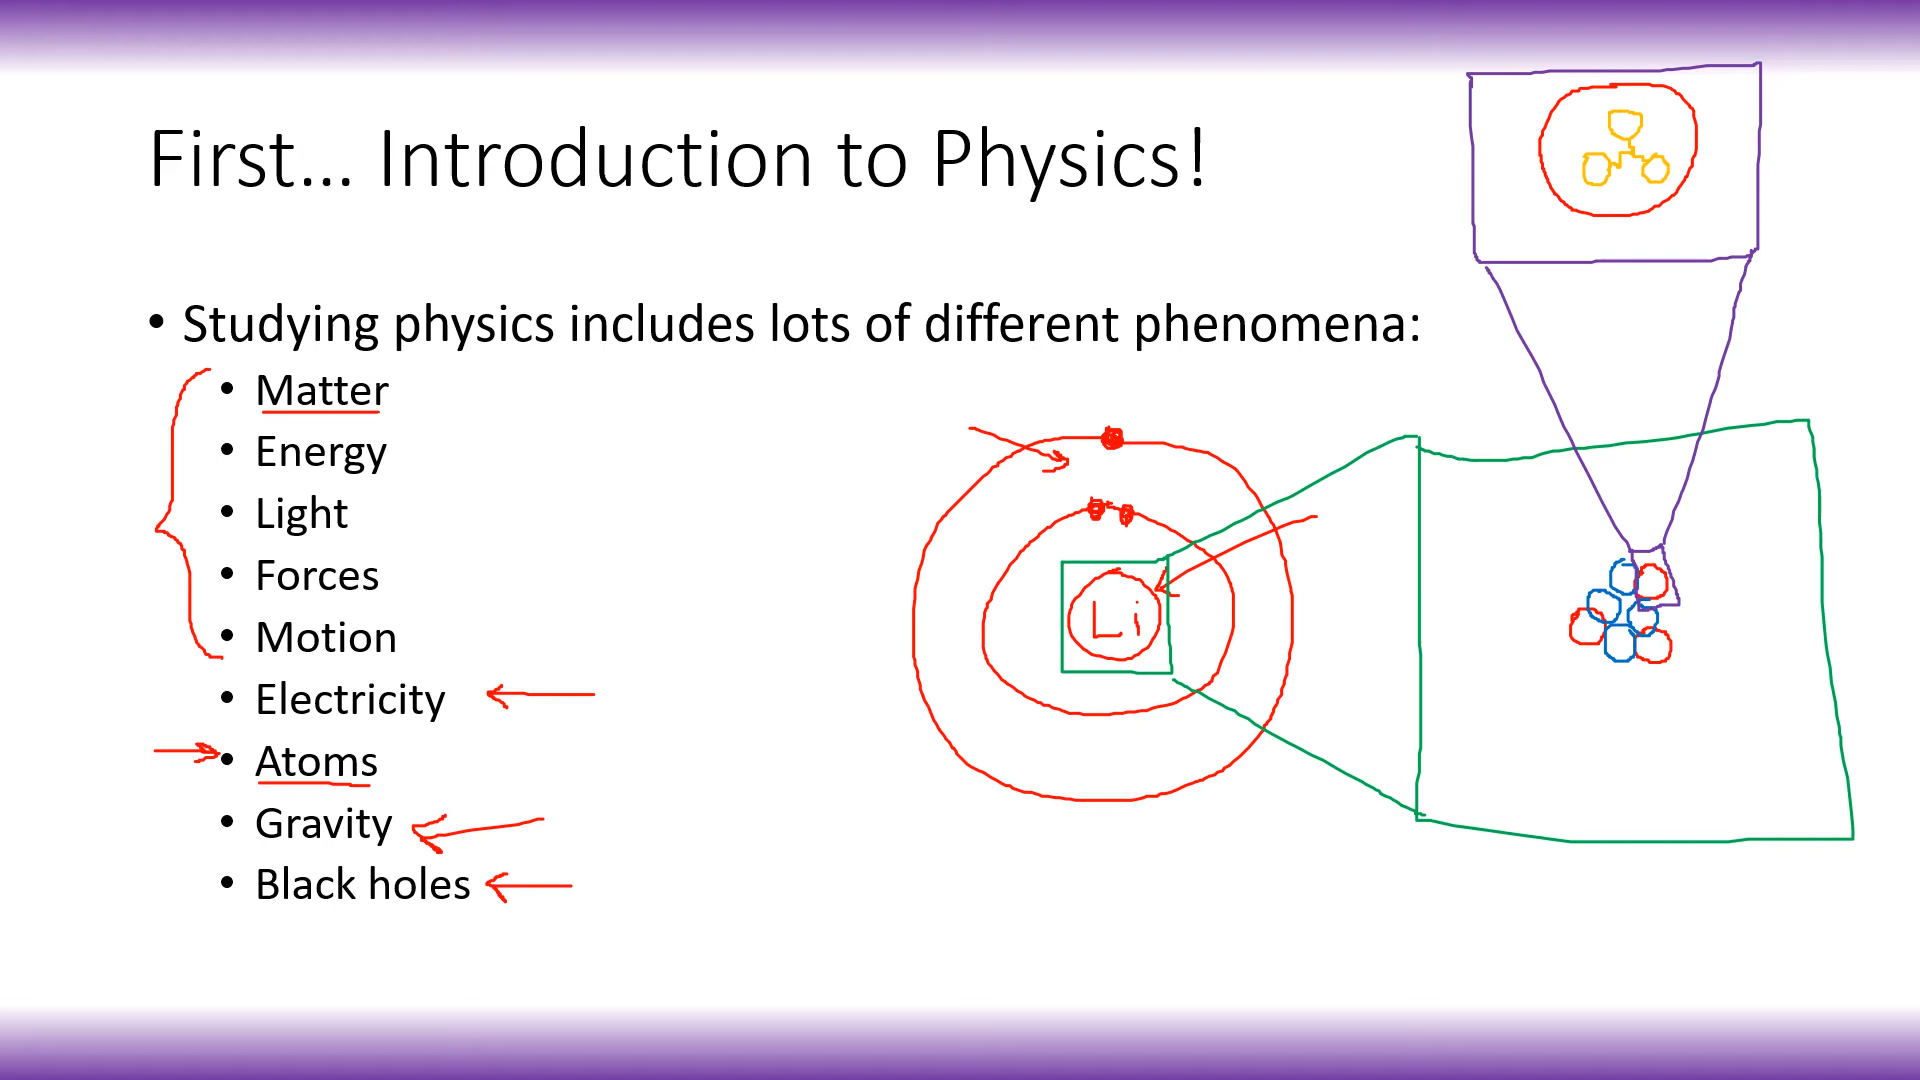 First... Introduction to Physics!
• Studying physics includes lots of different phenomena:
• Matter
• Energy
• Light
• Forces
• Motion
• Electricity
• Atoms
• Gravity
• Black holes
Li